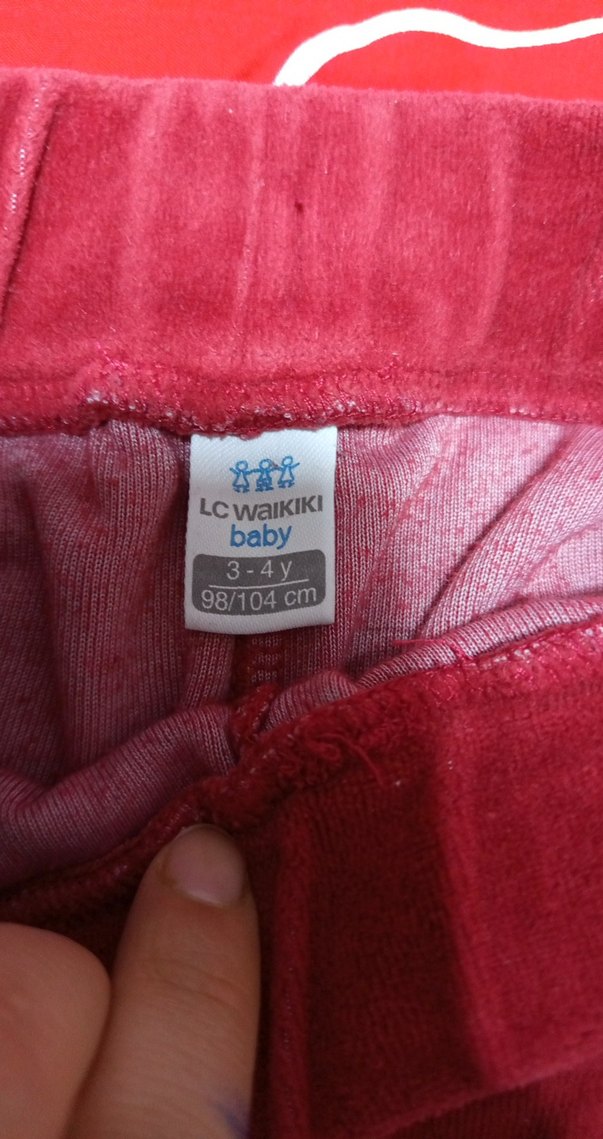 LC WAIKIKI
baby
3 - 4 y
98/104 cm